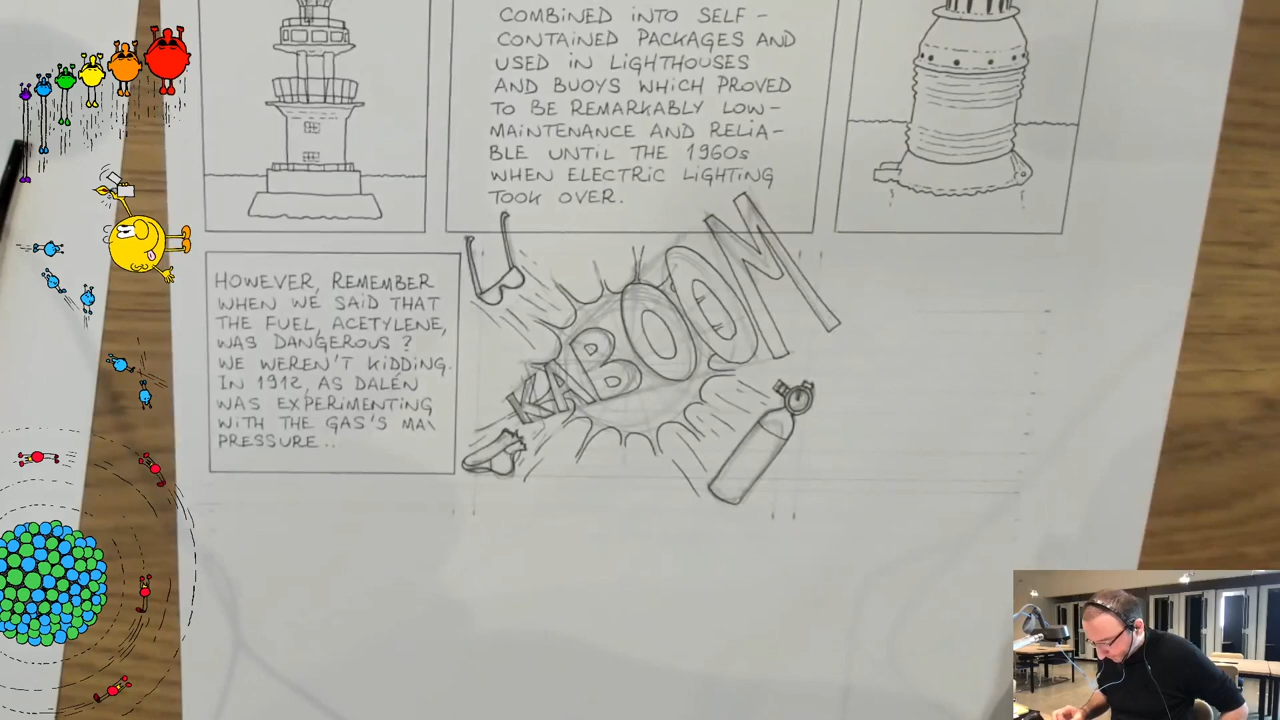 COMBINED INTO SELF-
CONTAINED PACKAGES AND
USED IN LIGHTHOUSES
AND BUOYS WHICH PROVED
TO BE REMARKABLY LOW-
MAINTENANCE AND RELIA-
BLE UNTIL THE 1960s
WHEN ELECTRIC LIGHTING
TOOK OVER.
HOWEVER, REMEMBER
WHEN WE SAID THAT
THE FUEL, ACETYLENE,
WAS DANGEROUS?
WE WEREN'T KIDDING.
IN 1912, AS DALÉN
WAS EXPERIMENTING
WITH THE GAS'S MAX
PRESSURE...
KABOOM